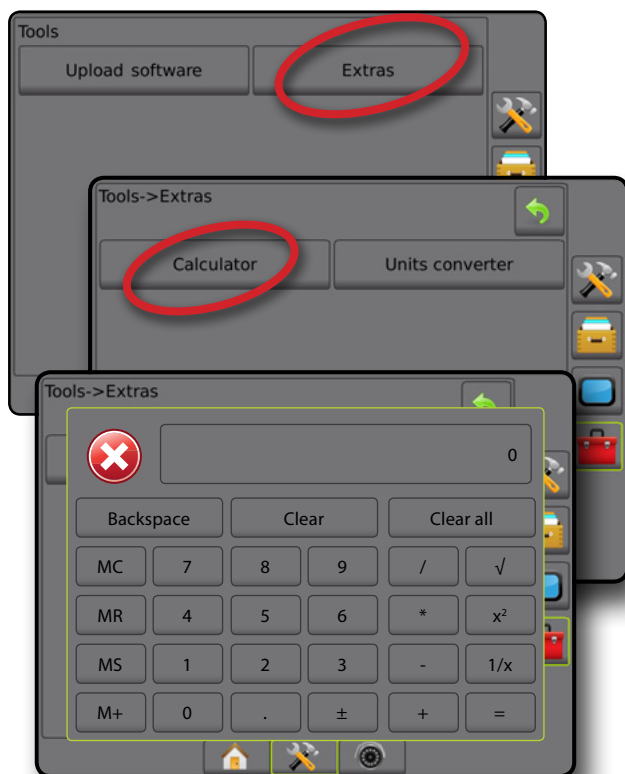 Tools
Upload software Extras
Tools->Extras
Calculator Units converter
Tools->Extras
0
Backspace Clear Clear all
MC 7 8 9 / √
MR 4 5 6 * x²
MS 1 2 3 - 1/x
M+ 0 . ± + =